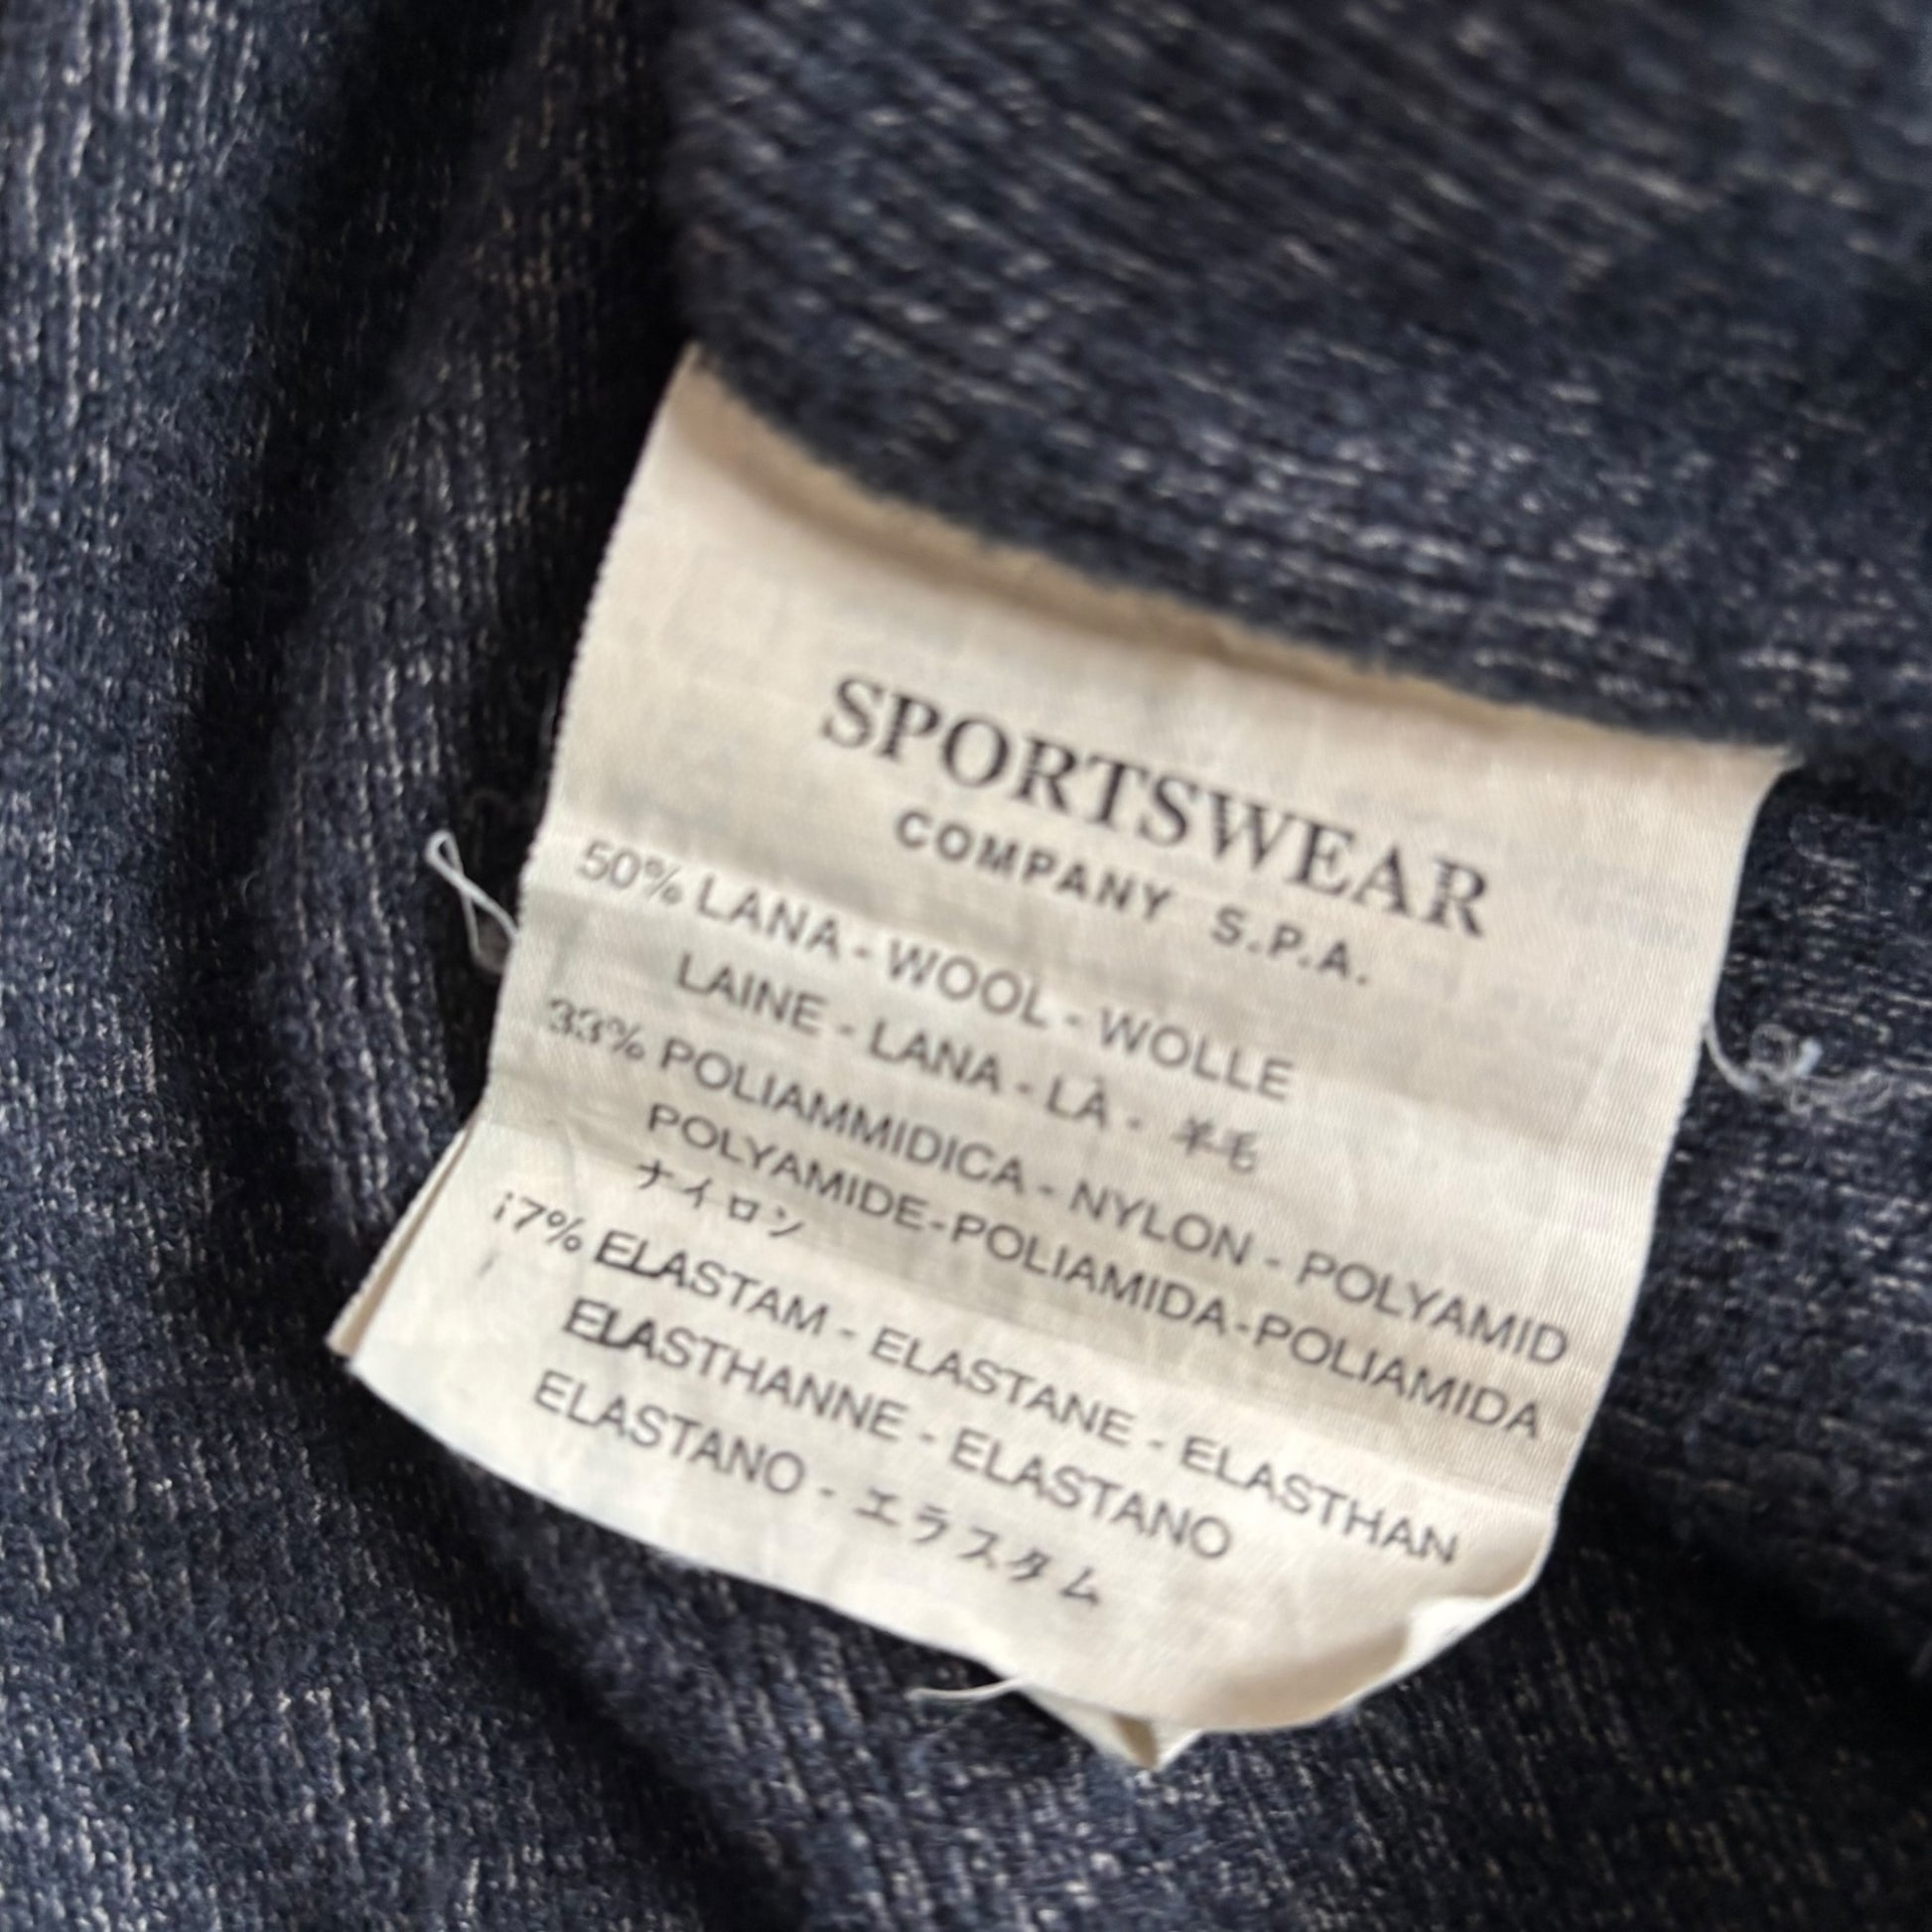 SPORTSWEAR
COMPANY S.P.A.
50% LANA - WOOL - WOLLE
LAINE - LANA - LÀ - 羊毛
33% POLIAMMIDICA - NYLON - POLYAMID
POLYAMIDE-POLIAMIDA-POLIAMIDA
ナイロン
17% ELASTAM - ELASTANE - ELASTHAN
ELASTHANNE - ELASTANO
ELASTANO - エラスタム